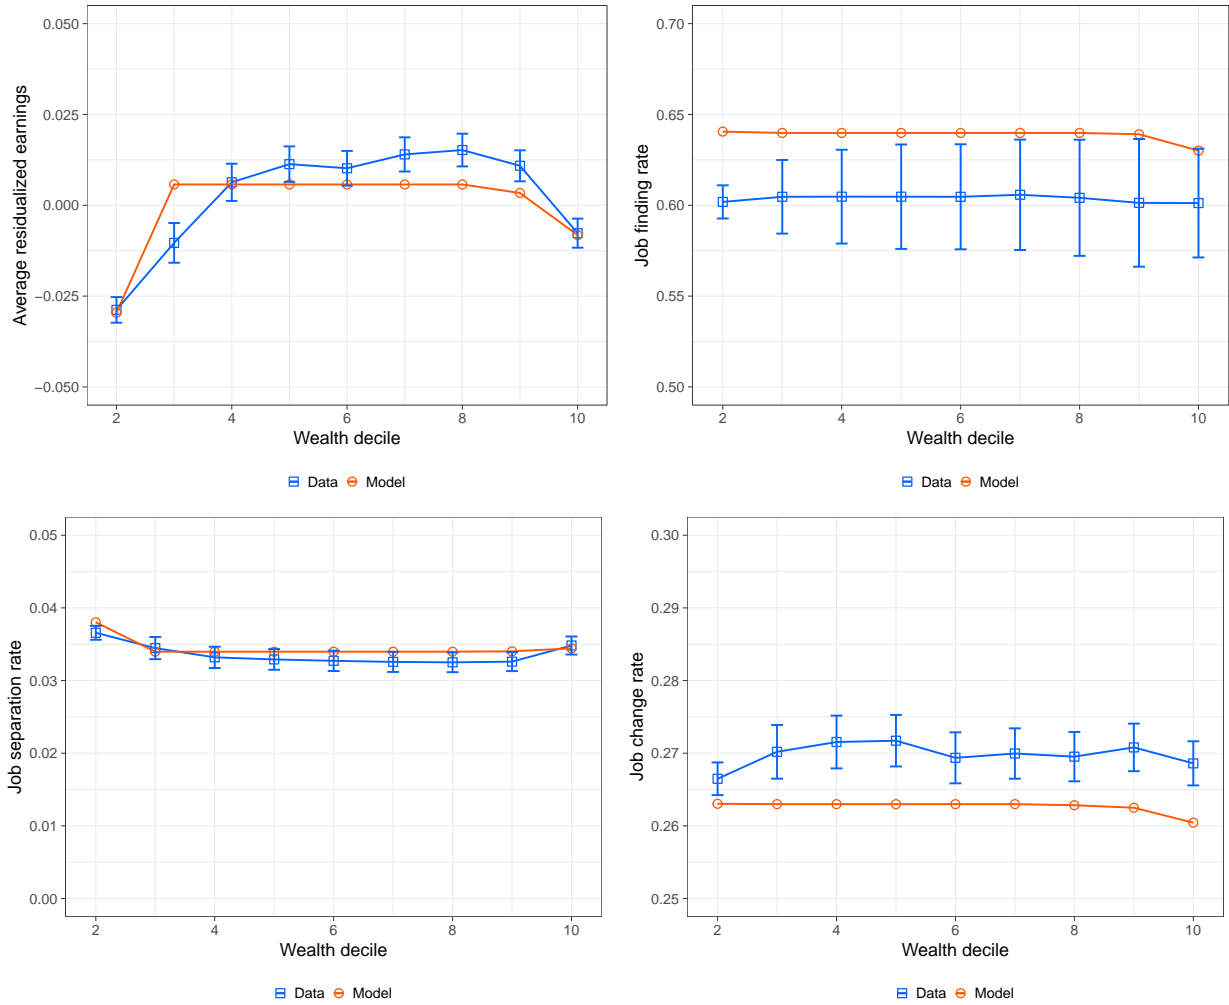 Average residualized earnings
0.050
0.025
0.000
−0.025
−0.050
2 4 6 8 10
Wealth decile
Data Model
Job finding rate
0.70
0.65
0.60
0.55
0.50
2 4 6 8 10
Wealth decile
Data Model
Job separation rate
0.05
0.04
0.03
0.02
0.01
0.00
2 4 6 8 10
Wealth decile
Data Model
Job change rate
0.30
0.29
0.28
0.27
0.26
0.25
2 4 6 8 10
Wealth decile
Data Model